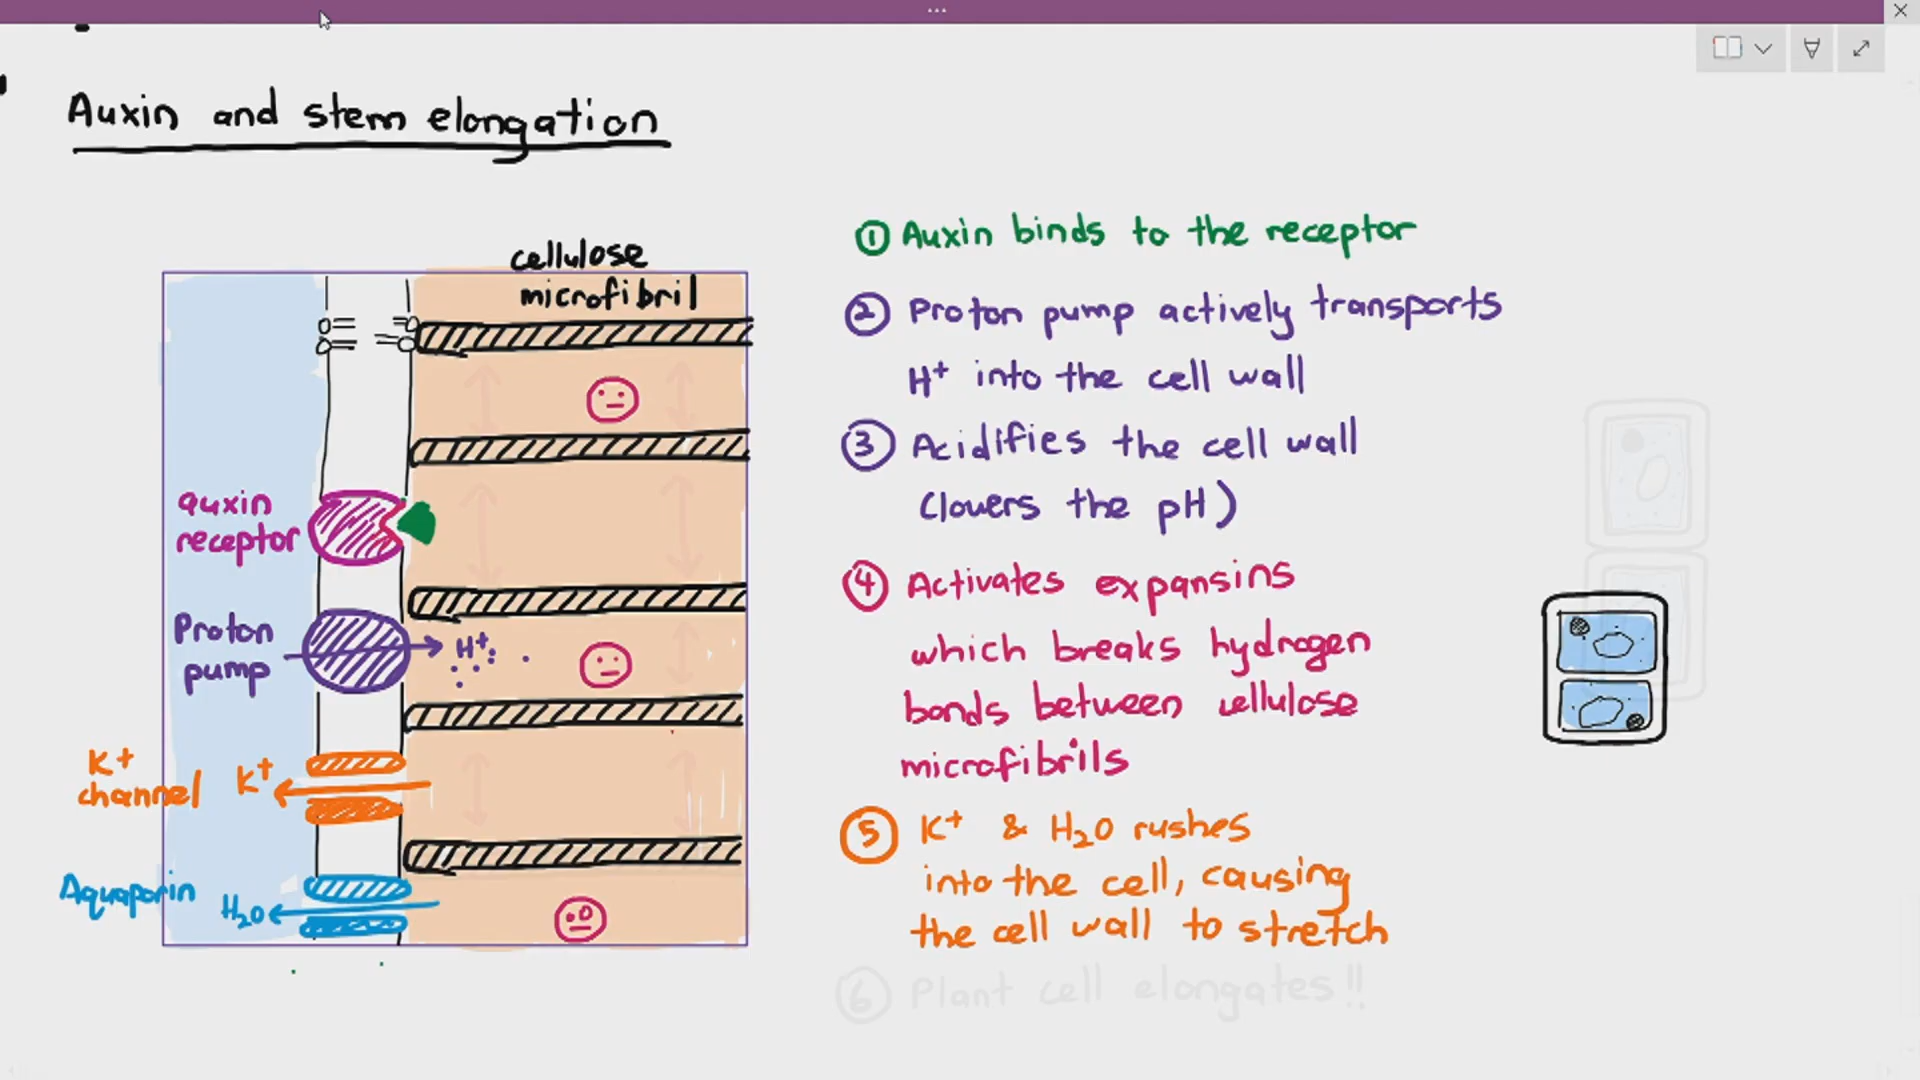 Auxin and stem elongation
cellulose
microfibril
auxin
receptor
Proton
pump
H+
K+
channel
K+
Aquaporin
H₂O
① Auxin binds to the receptor
② Proton pump actively transports
H+ into the cell wall
③ Acidifies the cell wall
(lowers the pH)
④ Activates expansins
which breaks hydrogen
bonds between cellulose
microfibrils
⑤ K+ & H₂O rushes
into the cell, causing
the cell wall to stretch
⑥ Plant cell elongates!!